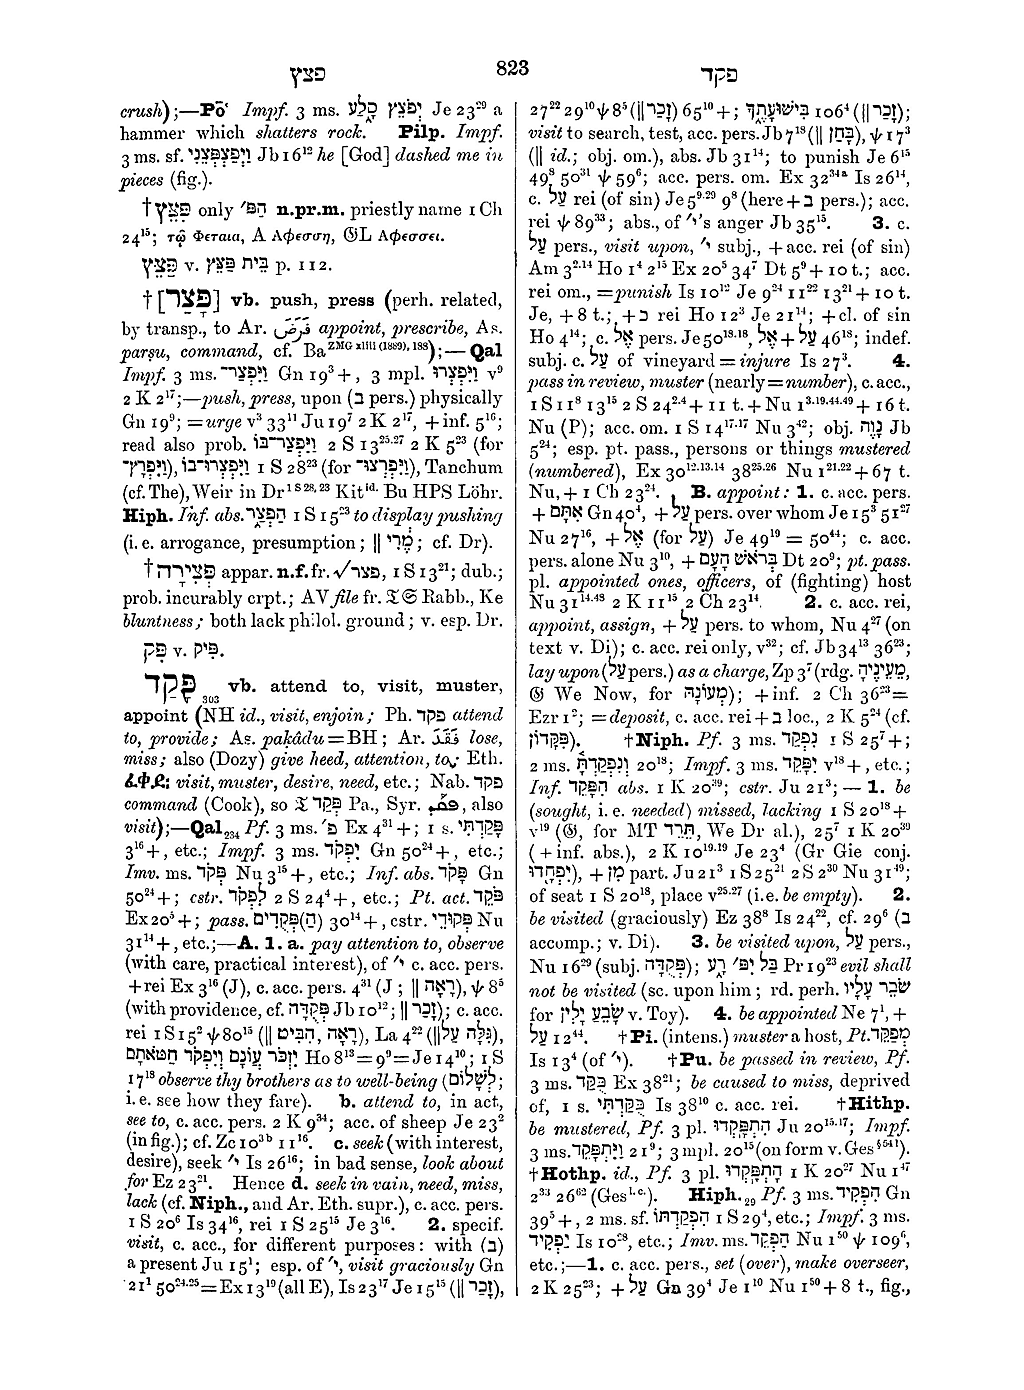 פצץ
823
פקד
crush);—Pō‘ Impf. 3 ms. יְפֹצֵץ סָלַע Je 23²⁹ a
hammer which shatters rock. Pilp. Impf.
3 ms. sf. וַיְפַצְפְּצֵנִי Jb 16¹² he [God] dashed me in
pieces (fig.).
†פִּצֵּץ only הַפִּ׳ n.pr.m. priestly name 1 Ch
24¹⁵; τῷ Φεταια, A Αφεσση, ⓖL Αφεσσει.
פַּצֵּץ v. בֵּית פַּצֵּץ p. 112.
†[פָּצַר] vb. push, press (perh. related,
by transp., to Ar. فَرَضَ appoint, prescribe, As.
parṣu, command, cf. Ba ZMG xliii (1889), 188);—Qal
Impf. 3 ms. וַיִּפְצַר־ Gn 19³+, 3 mpl. וַיִּפְצְרוּ v⁹
2 K 2¹⁷;—push, press, upon (ב pers.) physically
Gn 19⁹; =urge v³ 33¹¹ Ju 19⁷ 2 K 2¹⁷, +inf. 5¹⁶;
read also prob. וַיִּפְצַר־בּוֹ 2 S 13²⁵·²⁷ 2 K 5²³ (for
וַיִּפְרָץ־), וַיִּפְצְרוּ־בוֹ 1 S 28²³ (for וַיִּפְרְצוּ־), Tanchum
(cf. The), Weir in Dr 1 S 28, 23 Kit id. Bu HPS Löhr.
Hiph. Inf. abs. הַפְצַר 1 S 15²³ to display pushing
(i.e. arrogance, presumption; ‖ מֶרִי; cf. Dr).
†פְּצִירָה appar. n.f. fr. √פצר, 1 S 13²¹; dub.;
prob. incurably crpt.; AV file fr. 𝔗𝔖 Rabb., Ke
bluntness; both lack philol. ground; v. esp. Dr.
פִּק v. פִּיק.
פָּקַד 303 vb. attend to, visit, muster,
appoint (NH id., visit, enjoin; Ph. פקד attend
to, provide; As. paḳâdu=BH; Ar. فَقَدَ lose,
miss; also (Dozy) give heed, attention, to; Eth.
ፈቀደ: visit, muster, desire, need, etc.; Nab. פקד
command (Cook), so 𝔗 פְּקַד Pa., Syr. ܦܩܕ, also
visit);—Qal 234 Pf. 3 ms. פ׳ Ex 4³¹+; 1 s. פָּקַדְתִּי
3¹⁶+, etc.; Impf. 3 ms. יִפְקֹד Gn 50²⁴+, etc.;
Imv. ms. פְּקֹד Nu 3¹⁵+, etc.; Inf. abs. פָּקֹד Gn
50²⁴+; cstr. לִפְקֹד 2 S 24⁴+, etc.; Pt. act. פֹּקֵד
Ex 20⁵+; pass. פְּקֻדִים(הַ) 30¹⁴+, cstr. פְּקוּדֵי Nu
31¹⁴+, etc.;—A. 1. a. pay attention to, observe
(with care, practical interest), of י׳ c. acc. pers.
+rei Ex 3¹⁶ (J), c. acc. pers. 4³¹ (J; ‖ רָאָה), ψ 8⁵
(with providence, cf. פְּקֻדָּה Jb 10¹²; ‖ זָכַר); c. acc.
rei 1 S 15² ψ 80¹⁵ (‖ רָאָה, הִבִּיט), La 4²² (‖ גִּלָּה עַל),
יִזְכֹּר עֲוֹנָם וְיִפְקֹד חַטֹּאתָם Ho 8¹³=9⁹=Je 14¹⁰; 1 S
17¹⁸ observe thy brothers as to well-being (לְשָׁלוֹם;
i.e. see how they fare). b. attend to, in act,
see to, c. acc. pers. 2 K 9³⁴; acc. of sheep Je 23²
(in fig.); cf. Zc 10³ᵇ 11¹⁶. c. seek (with interest,
desire), seek י׳ Is 26¹⁶; in bad sense, look about
for Ez 23²¹. Hence d. seek in vain, need, miss,
lack (cf. Niph., and Ar. Eth. supr.), c. acc. pers.
1 S 20⁶ Is 34¹⁶, rei 1 S 25¹⁵ Je 3¹⁶. 2. specif.
visit, c. acc., for different purposes: with (ב)
a present Ju 15¹; esp. of י׳, visit graciously Gn
21¹ 50²⁴·²⁵=Ex 13¹⁹ (all E), Is 23¹⁷ Je 15¹⁵ (‖ זָכַר),
27²² 29¹⁰ ψ 8⁵ (‖ זָכַר) 65¹⁰+; בִּישׁוּעָתֶךָ 106⁴ (‖ זָכַר);
visit to search, test, acc. pers. Jb 7¹⁸ (‖ בָּחַן), ψ 17³
(‖ id.; obj. om.), abs. Jb 31¹⁴; to punish Je 6¹⁵
49⁸ 50³¹ ψ 59⁶; acc. pers. om. Ex 32³⁴ᵃ Is 26¹⁴,
c. עַל rei (of sin) Je 5⁹·²⁹ 9⁸ (here + ב pers.); acc.
rei ψ 89³³; abs., of י׳'s anger Jb 35¹⁵. 3. c.
עַל pers., visit upon, י׳ subj., + acc. rei (of sin)
Am 3²·¹⁴ Ho 1⁴ 2¹⁵ Ex 20⁵ 34⁷ Dt 5⁹ + 10 t.; acc.
rei om., =punish Is 10¹² Je 9²⁴ 11²² 13²¹ + 10 t.
Je, + 8 t.; + ב rei Ho 12³ Je 21¹⁴; +cl. of sin
Ho 4¹⁴; c. אֶל pers. Je 50¹⁸·¹⁸, אֶל + עַל 46¹⁸; indef.
subj. c. עַל of vineyard = injure Is 27³. 4.
pass in review, muster (nearly=number), c. acc.,
1 S 11⁸ 13¹⁵ 2 S 24²·⁴ + 11 t. + Nu 1³·¹⁹·⁴⁴·⁴⁹ + 16 t.
Nu (P); acc. om. 1 S 14¹⁷·¹⁷ Nu 3⁴²; obj. נָוֶה Jb
5²⁴; esp. pt. pass., persons or things mustered
(numbered), Ex 30¹²·¹³·¹⁴ 38²⁵·²⁶ Nu 1²¹·²² + 67 t.
Nu, + 1 Ch 23²⁴. B. appoint: 1. c. acc. pers.
+ אִתָּם Gn 40⁴, + עַל pers. over whom Je 15³ 51²⁷
Nu 27¹⁶, + אֶל (for עַל) Je 49¹⁹ = 50⁴⁴; c. acc.
pers. alone Nu 3¹⁰, + בְּרֹאשׁ הָעָם Dt 20⁹; pt. pass.
pl. appointed ones, officers, of (fighting) host
Nu 31¹⁴·⁴⁸ 2 K 11¹⁵ 2 Ch 23¹⁴. 2. c. acc. rei,
appoint, assign, + עַל pers. to whom, Nu 4²⁷ (on
text v. Di); c. acc. rei only, v³²; cf. Jb 34¹³ 36²³;
lay upon (עַל pers.) as a charge, Zp 3⁷ (rdg. מֵעֵינֶיהָ,
ⓖ We Now, for מְעוֹנָהּ); +inf. 2 Ch 36²³=
Ezr 1²; =deposit, c. acc. rei + ב loc., 2 K 5²⁴ (cf.
פִּקָּדוֹן). †Niph. Pf. 3 ms. נִפְקַד 1 S 25⁷+;
2 ms. וְנִפְקַדְתָּ 20¹⁸; Impf. 3 ms. יִפָּקֵד v¹⁸+, etc.;
Inf. הִפָּקֵד abs. 1 K 20³⁹; cstr. Ju 21³;—1. be
(sought, i.e. needed) missed, lacking 1 S 20¹⁸+
v¹⁹ (ⓖ, for MT תֵּרֵד, We Dr al.), 25⁷ 1 K 20³⁹
(+inf. abs.), 2 K 10¹⁹·¹⁹ Je 23⁴ (Gr Gie conj.
יִפְחֲדוּ), + מִן part. Ju 21³ 1 S 25²¹ 2 S 2³⁰ Nu 31⁴⁹;
of seat 1 S 20¹⁸, place v²⁵·²⁷ (i.e. be empty). 2.
be visited (graciously) Ez 38⁸ Is 24²², cf. 29⁶ (ב
accomp.; v. Di). 3. be visited upon, עַל pers.,
Nu 16²⁹ (subj. פְּקֻדָּה); בַּל יִפּ׳ רָע Pr 19²³ evil shall
not be visited (sc. upon him; rd. perh. שֹׁבֵר עָלָיו
for שָׂבֵעַ יָלִין v. Toy). 4. be appointed Ne 7¹, +
עַל 12⁴⁴. †Pi. (intens.) muster a host, Pt. מְפַקֵּד
Is 13⁴ (of י׳). †Pu. be passed in review, Pf.
3 ms. פֻּקַּד Ex 38²¹; be caused to miss, deprived
of, 1 s. פֻּקַּדְתִּי Is 38¹⁰ c. acc. rei. †Hithp.
be mustered, Pf. 3 pl. הִתְפָּקְדוּ Ju 20¹⁵·¹⁷; Impf.
3 ms. וַיִּתְפָּקֵד 21⁹; 3 mpl. 20¹⁵ (on form v. Ges § 54 l).
†Hothp. id., Pf. 3 pl. הָתְפָּקְדוּ 1 K 20²⁷ Nu 1⁴⁷
2³³ 26⁶² (Ges l.c.). Hiph. 29 Pf. 3 ms. הִפְקִיד Gn
39⁵+, 2 ms. sf. הִפְקַדְתּוֹ 1 S 29⁴, etc.; Impf. 3 ms.
יַפְקִיד Is 10²⁸, etc.; Imv. ms. הַפְקֵד Nu 1⁵⁰ ψ 109⁶,
etc.;—1. c. acc. pers., set (over), make overseer,
2 K 25²³; + עַל Gn 39⁴ Je 1¹⁰ Nu 1⁵⁰ + 8 t., fig.,